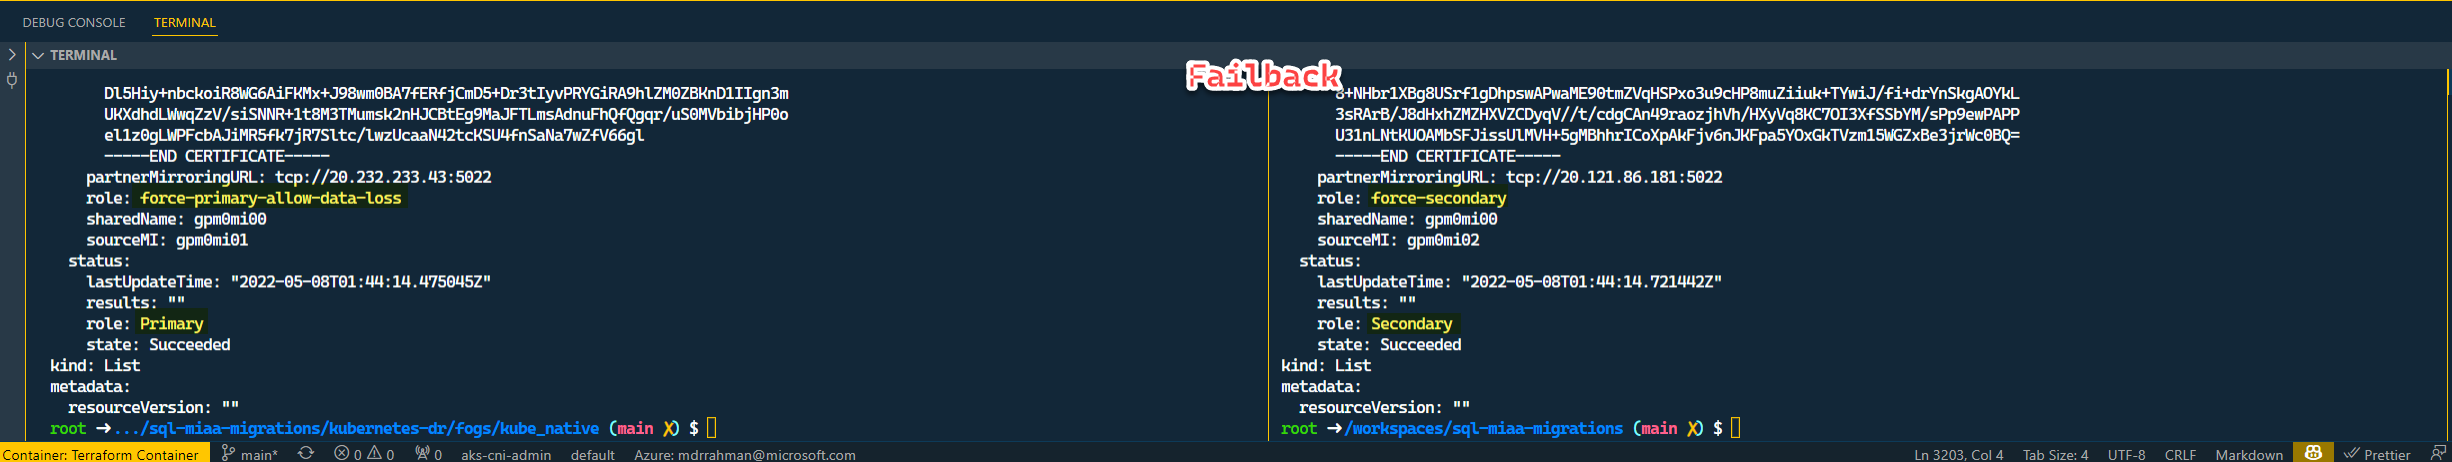 DEBUG CONSOLE TERMINAL
TERMINAL
Failback
Dl5Hiy+nbckoiR8WG6AiFKMx+J98wm0BA7fERfjCmD5+Dr3tIyvPRYGiRA9hlZM0ZBKnD1IIgn3m
UKXdhdLWwqZzV/siSNNR+1t8M3TMumsk2nHJCBtEg9MaJFTLmsAdnuFhQfQgqr/uS0MVbibjHP0o
el1z0gLWPFcbAJiMR5fk7jR7Sltc/lwzUcaaN42tcKSU4fnSaNa7wZfV66gl
-----END CERTIFICATE-----
partnerMirroringURL: tcp://20.232.233.43:5022
role: force-primary-allow-data-loss
sharedName: gpm0mi00
sourceMI: gpm0mi01
status:
lastUpdateTime: "2022-05-08T01:44:14.475045Z"
results: ""
role: Primary
state: Succeeded
kind: List
metadata:
resourceVersion: ""
root ➜.../sql-miaa-migrations/kubernetes-dr/fogs/kube_native (main ✗) $
8+NHbr1XBg8USrf1gDhpswAPwaME90tmZVqHSPxo3u9cHP8muZiiuk+TYwiJ/fi+drYnSkgAOYkL
3sRArB/J8dHxhZMZHXVZCDyqV//t/cdgCAn49raozjhVh/HXyVq8KC7OI3XfSSbYM/sPp9ewPAPP
U31nLNtKUOAMbSFJissUlMVH+5gMBhhrICoXpAkFjv6nJKFpa5YOxGkTVzm15WGZxBe3jrWc0BQ=
-----END CERTIFICATE-----
partnerMirroringURL: tcp://20.121.86.181:5022
role: force-secondary
sharedName: gpm0mi00
sourceMI: gpm0mi02
status:
lastUpdateTime: "2022-05-08T01:44:14.721442Z"
results: ""
role: Secondary
state: Succeeded
kind: List
metadata:
resourceVersion: ""
root ➜/workspaces/sql-miaa-migrations (main ✗) $
Container: Terraform Container main* 0 0 0 aks-cni-admin default Azure: mdrrahman@microsoft.com Ln 3203, Col 4 Tab Size: 4 UTF-8 CRLF Markdown Prettier